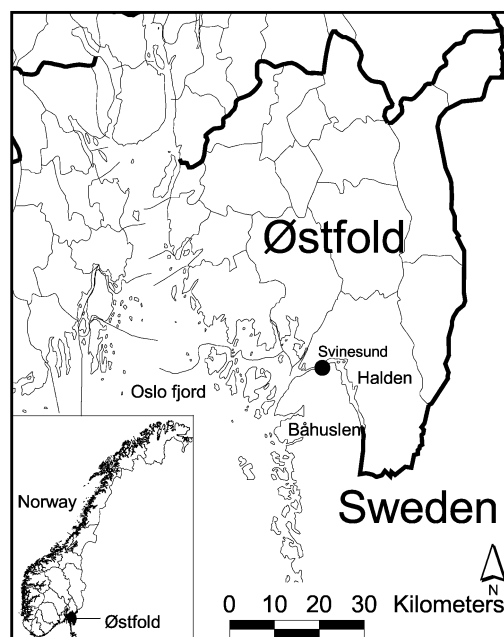 Østfold
Svinesund
Oslo fjord
Halden
Båhuslen
Norway
Sweden
Østfold
N
0 10 20 30 Kilometers